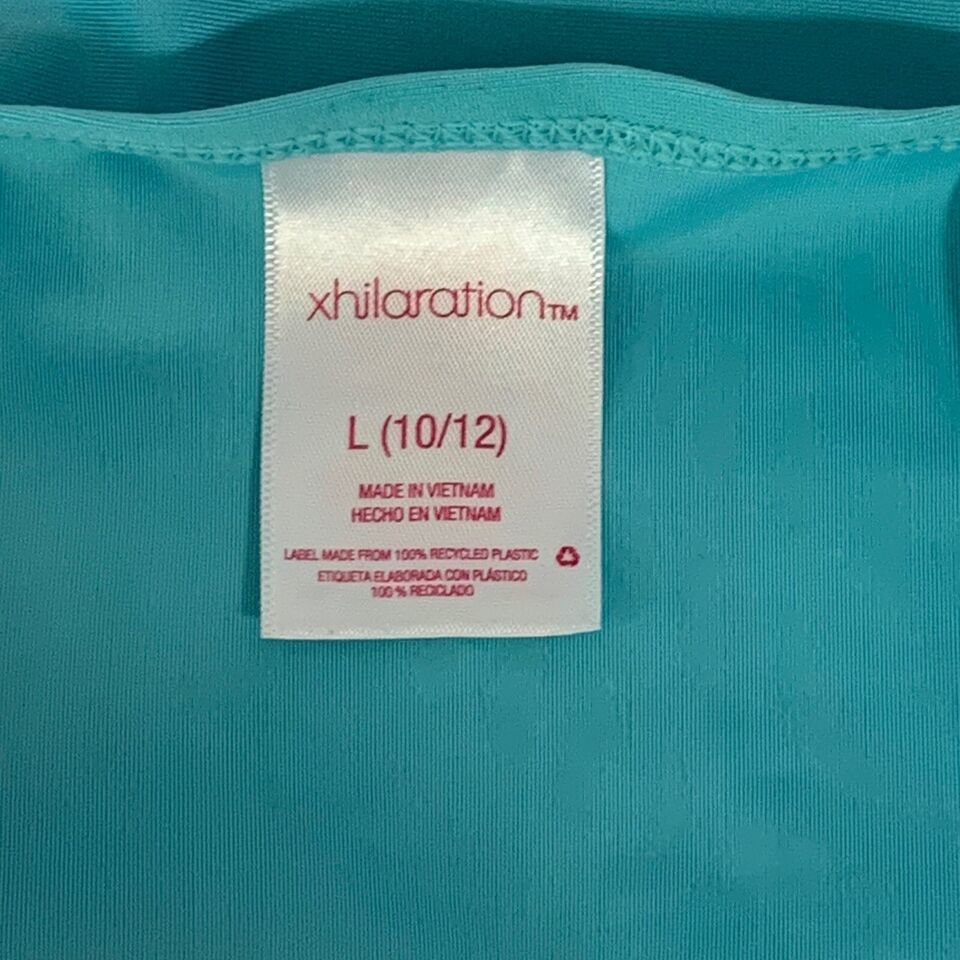 xhilaration™
L (10/12)
MADE IN VIETNAM
HECHO EN VIETNAM
LABEL MADE FROM 100% RECYCLED PLASTIC
ETIQUETA ELABORADA CON PLÁSTICO
100 % RECICLADO